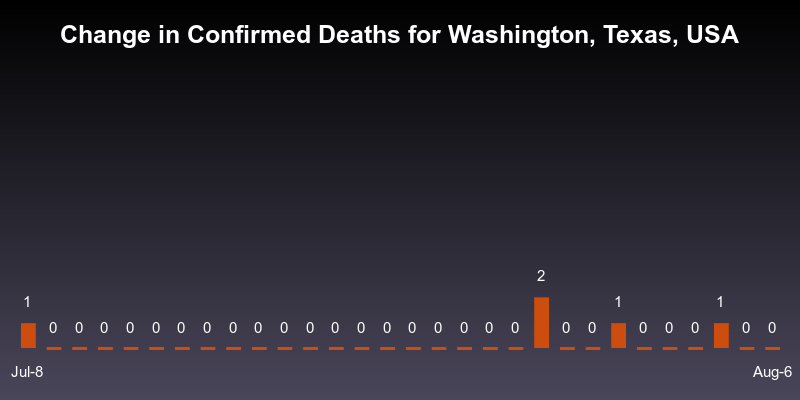 Change in Confirmed Deaths for Washington, Texas, USA
2
1 1 1
0 0 0 0 0 0 0 0 0 0 0 0 0 0 0 0 0 0 0 0 0 0 0 0 0 0
Jul-8 Aug-6